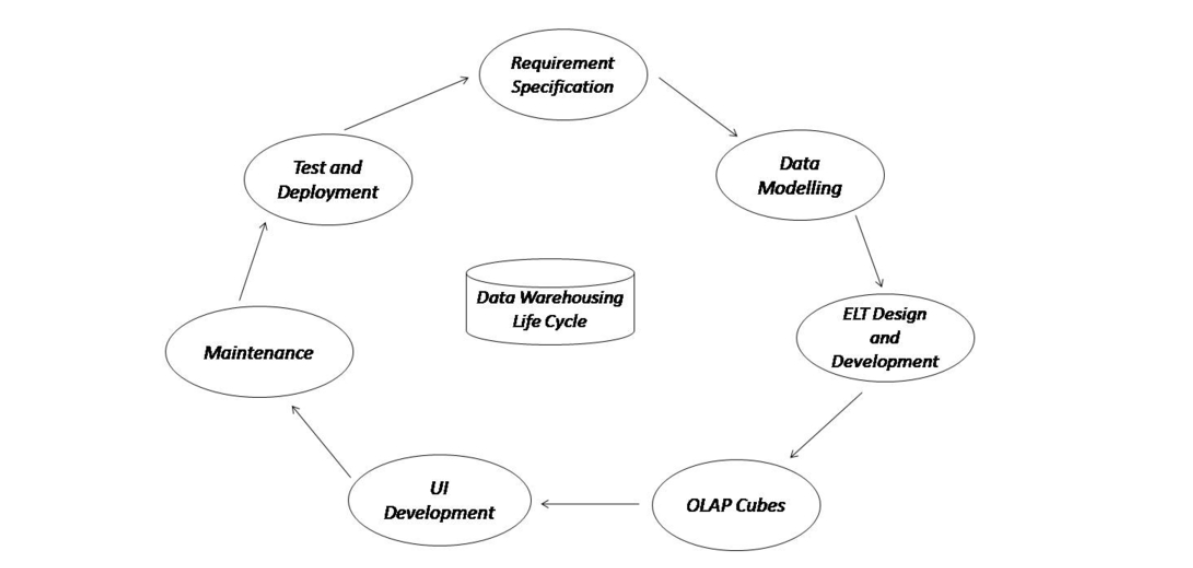 Requirement
Specification
Data
Modelling
ELT Design
and
Development
OLAP Cubes
UI
Development
Maintenance
Test and
Deployment
Data Warehousing
Life Cycle